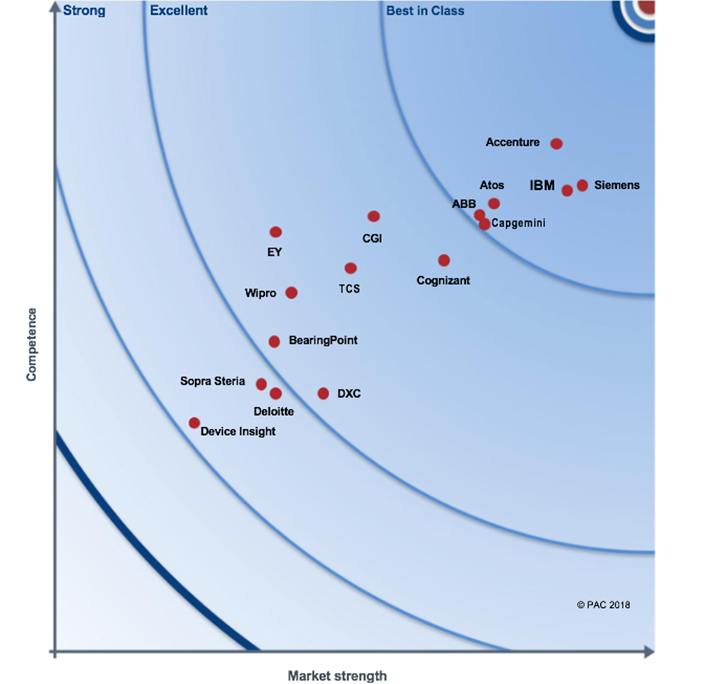 Strong
Excellent
Best in Class
Accenture
Atos
IBM
Siemens
ABB
Capgemini
CGI
EY
Cognizant
TCS
Wipro
BearingPoint
Sopra Steria
DXC
Deloitte
Device Insight
Competence
© PAC 2018
Market strength